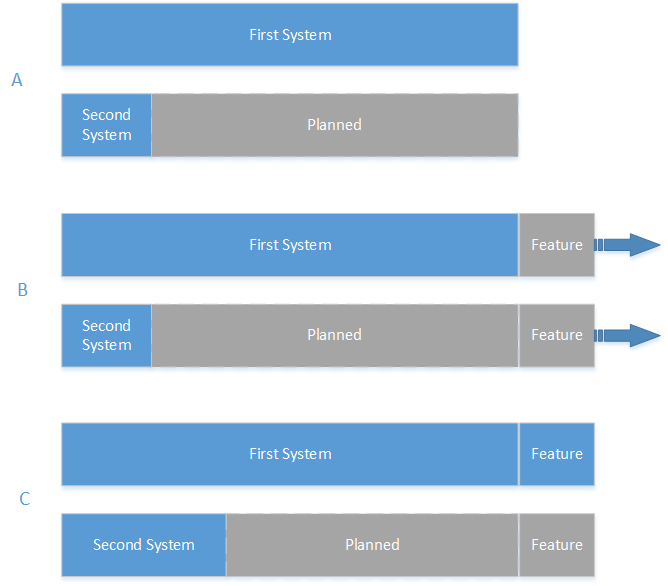 First System
A
Second
System
Planned
First System
Feature
B
Second
System
Planned
Feature
First System
Feature
C
Second System
Planned
Feature